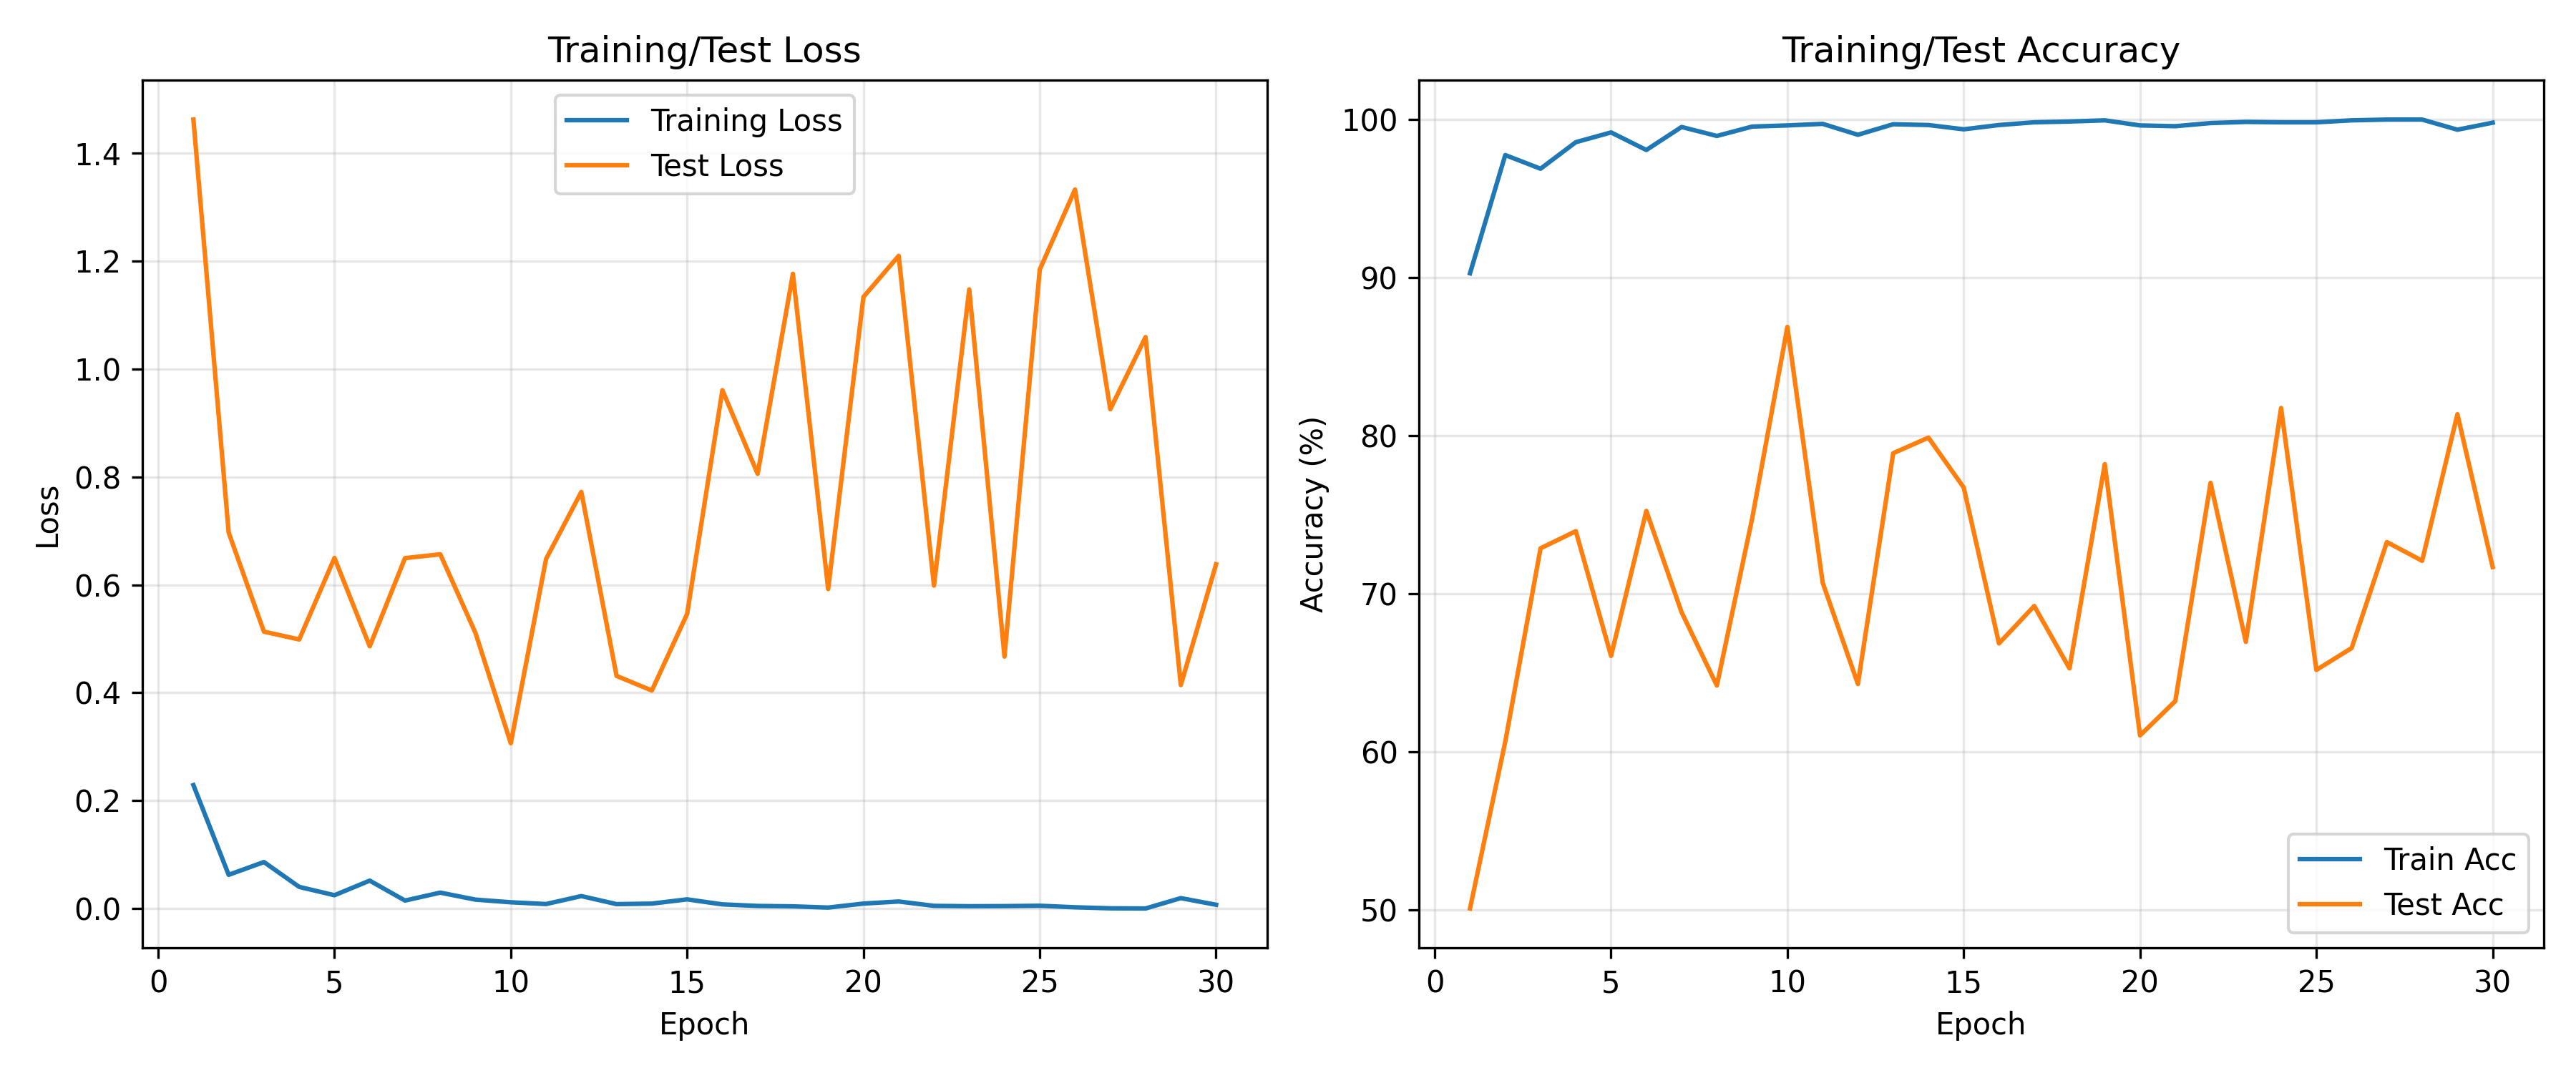 Training/Test Loss
Training Loss
Test Loss
1.4
1.2
1.0
0.8
0.6
0.4
0.2
0.0
Loss
0 5 10 15 20 25 30
Epoch
Training/Test Accuracy
100
90
80
70
60
50
Accuracy (%)
Train Acc
Test Acc
0 5 10 15 20 25 30
Epoch